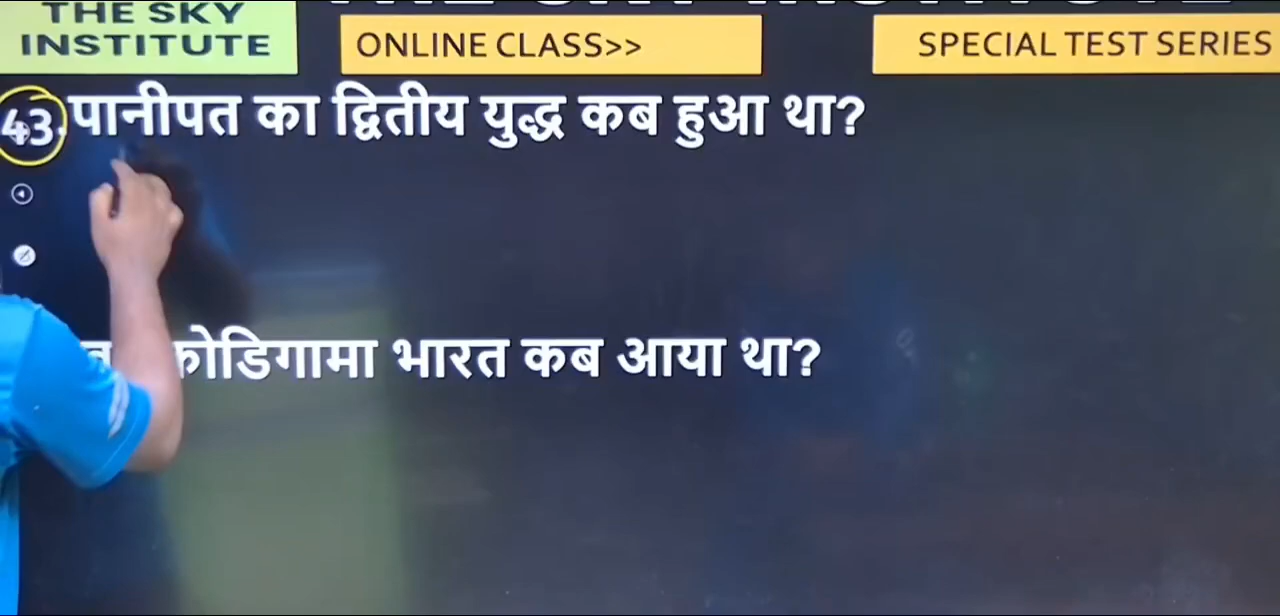 THE SKY
INSTITUTE
ONLINE CLASS>>
SPECIAL TEST SERIES
43. पानीपत का द्वितीय युद्ध कब हुआ था?
भारत कब आया था?